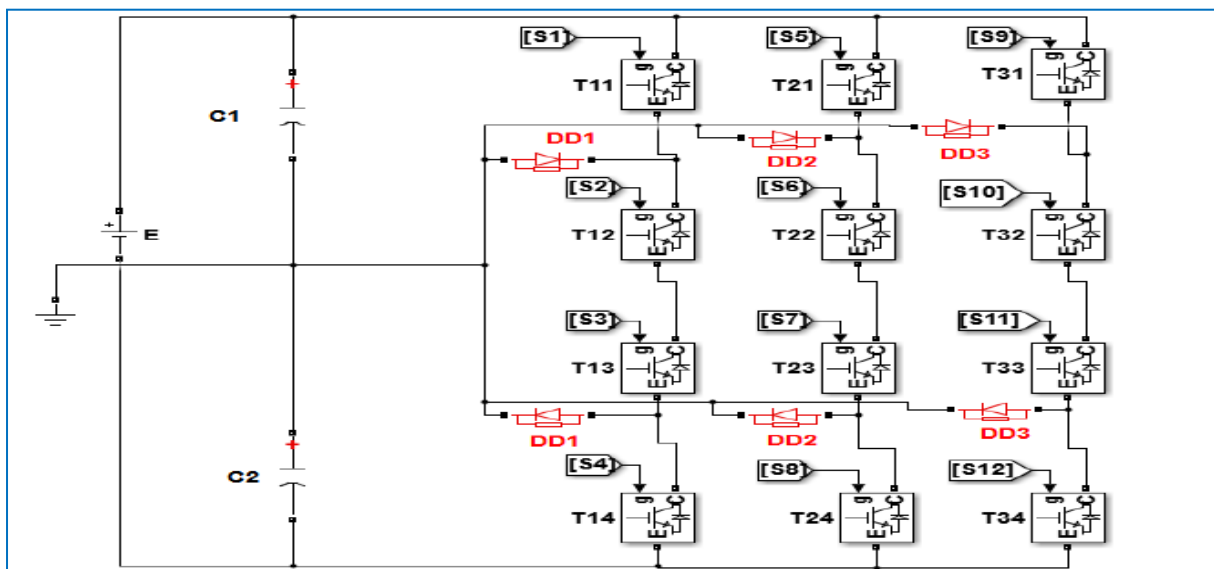 [S1] [S5] [S9]
g C E T11 g C E T21 g C E T31
C1
+
DD1 DD2 DD3
[S2] [S6] [S10]
g C E T12 g C E T22 g C E T32
+ E
[S3] [S7] [S11]
g C E T13 g C E T23 g C E T33
DD1 DD2 DD3
+
C2
[S4] [S8] [S12]
g C E T14 g C E T24 g C E T34